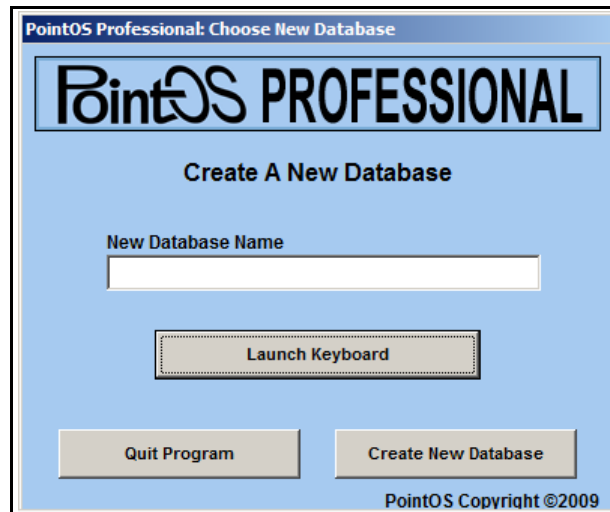 PointOS Professional: Choose New Database
PointOS PROFESSIONAL
Create A New Database
New Database Name
Launch Keyboard
Quit Program
Create New Database
PointOS Copyright ©2009